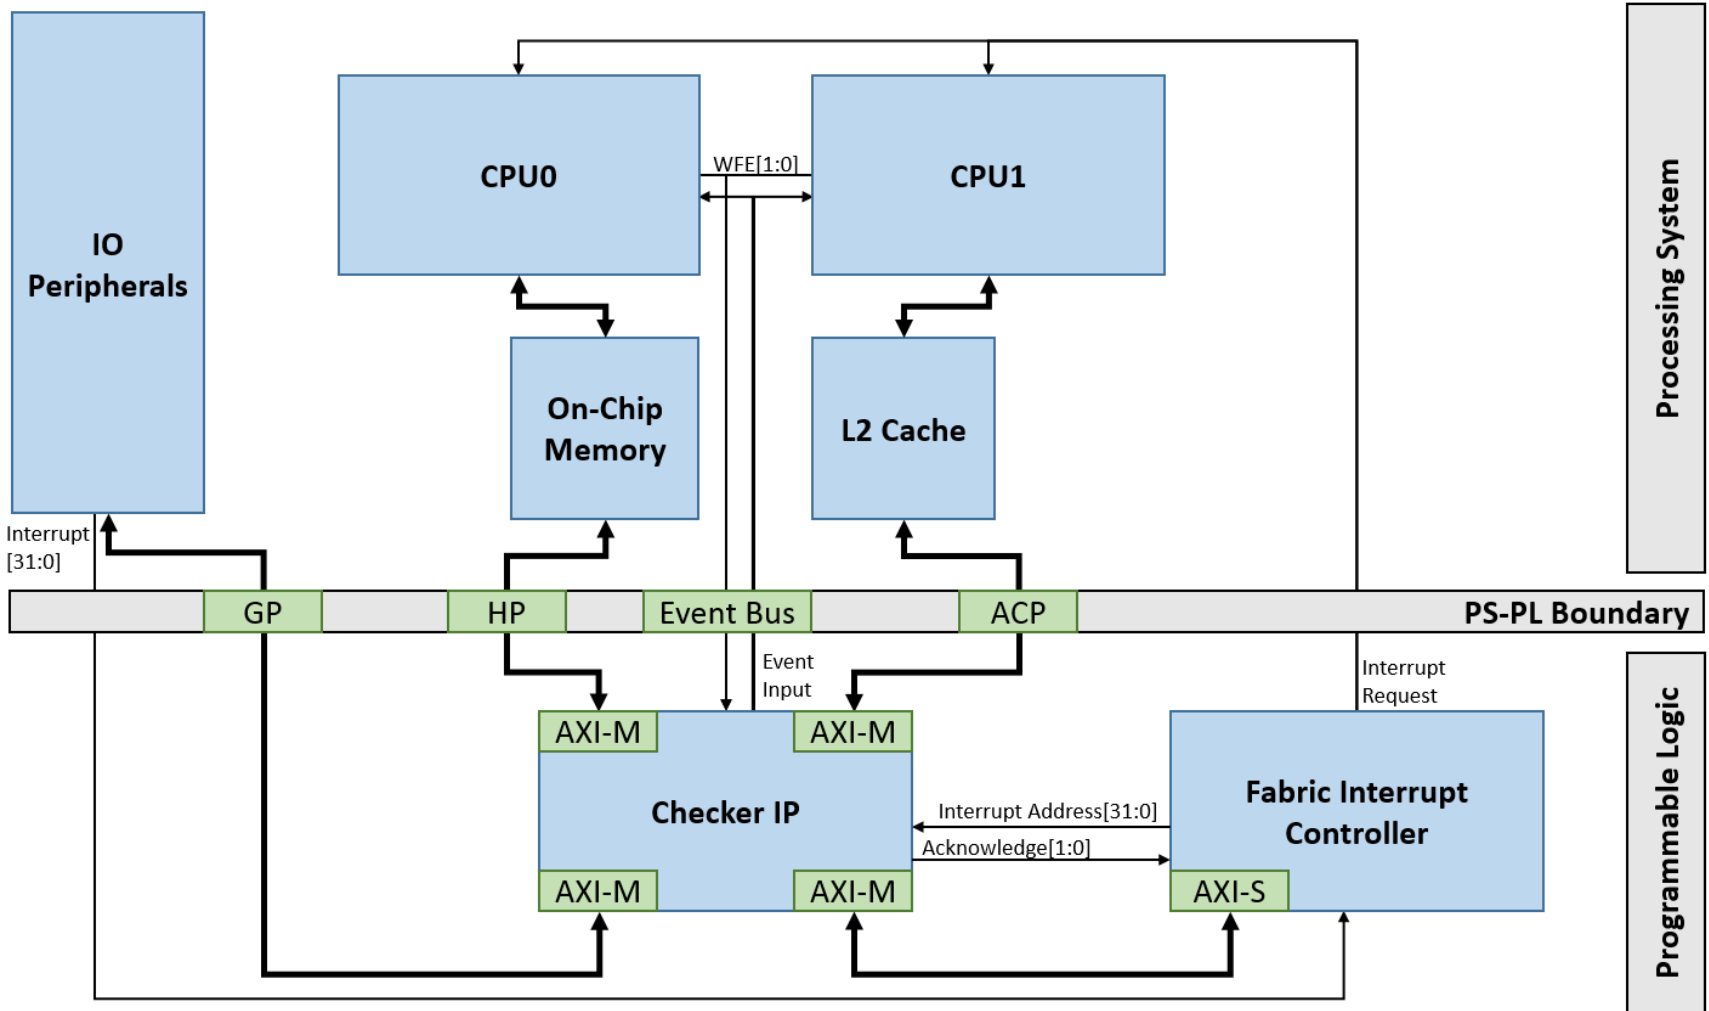 IO
Peripherals
CPU0
WFE[1:0]
CPU1
Processing System
On-Chip
Memory
L2 Cache
Interrupt
[31:0]
GP
HP
Event Bus
ACP
PS-PL Boundary
Event
Input
Interrupt
Request
AXI-M
AXI-M
Checker IP
Interrupt Address[31:0]
Acknowledge[1:0]
Fabric Interrupt
Controller
AXI-M
AXI-M
AXI-S
Programmable Logic